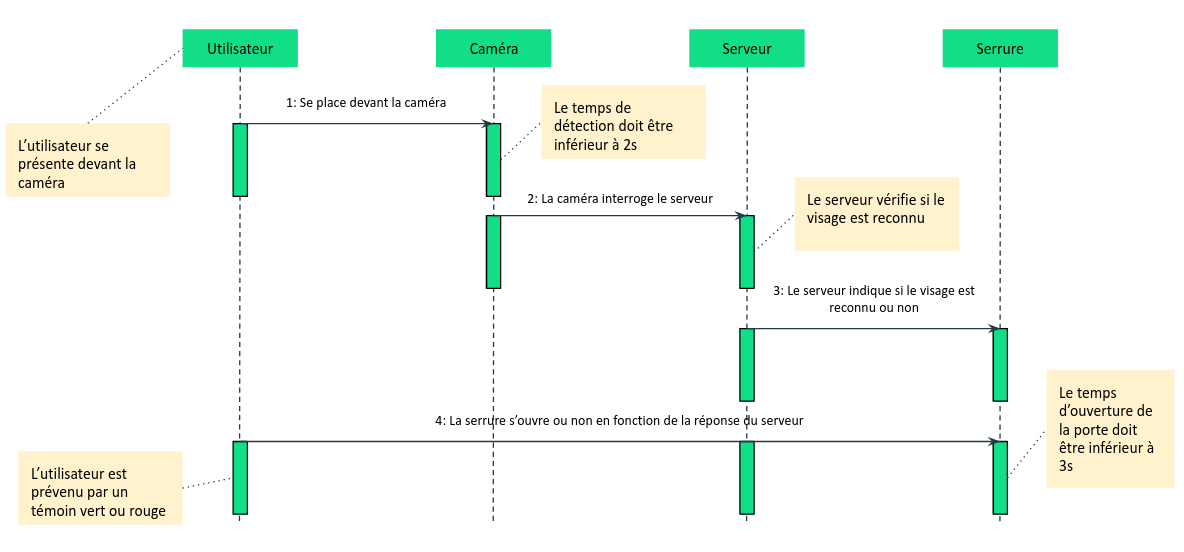 Utilisateur
Caméra
Serveur
Serrure
1: Se place devant la caméra
Le temps de
détection doit être
inférieur à 2s
L’utilisateur se
présente devant la
caméra
2: La caméra interroge le serveur
Le serveur vérifie si le
visage est reconnu
3: Le serveur indique si le visage est
reconnu ou non
Le temps
d’ouverture de
la porte doit
être inférieur à
3s
4: La serrure s’ouvre ou non en fonction de la réponse du serveur
L’utilisateur est
prévenu par un
témoin vert ou rouge